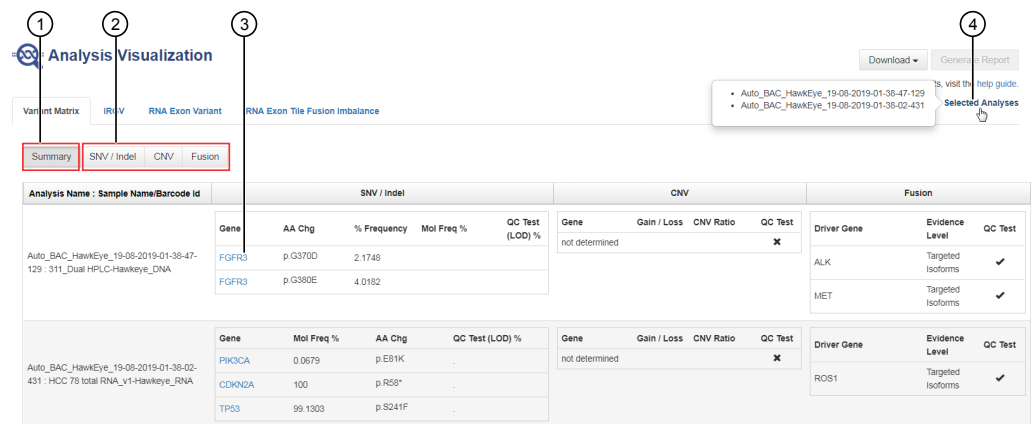 1 2 3 4
Analysis Visualization
Download Generate Report
ts, visit the help guide.
Auto_BAC_HawkEye_19-08-2019-01-38-47-129
Auto_BAC_HawkEye_19-08-2019-01-38-02-431
Selected Analyses
Variant Matrix IRGV RNA Exon Variant RNA Exon Tile Fusion Imbalance
Summary SNV / Indel CNV Fusion
Analysis Name : Sample Name/Barcode Id SNV / Indel CNV Fusion
Auto_BAC_HawkEye_19-08-2019-01-38-47-
129 : 311_Dual HPLC-Hawkeye_DNA
Gene AA Chg % Frequency Mol Freq % QC Test
(LOD) %
FGFR3 p.G370D 2.1748
FGFR3 p.G380E 4.0182
Gene Gain / Loss CNV Ratio QC Test
not determined ✖
Driver Gene Evidence
Level QC Test
ALK Targeted
Isoforms ✔
MET Targeted
Isoforms ✔
Auto_BAC_HawkEye_19-08-2019-01-38-02-
431 : HCC 78 total RNA_v1-Hawkeye_RNA
Gene Mol Freq % AA Chg QC Test (LOD) %
PIK3CA 0.0679 p.E81K .
CDKN2A 100 p.R58* .
TP53 99.1303 p.S241F .
Gene Gain / Loss CNV Ratio QC Test
not determined ✖
Driver Gene Evidence
Level QC Test
ROS1 Targeted
Isoforms ✔